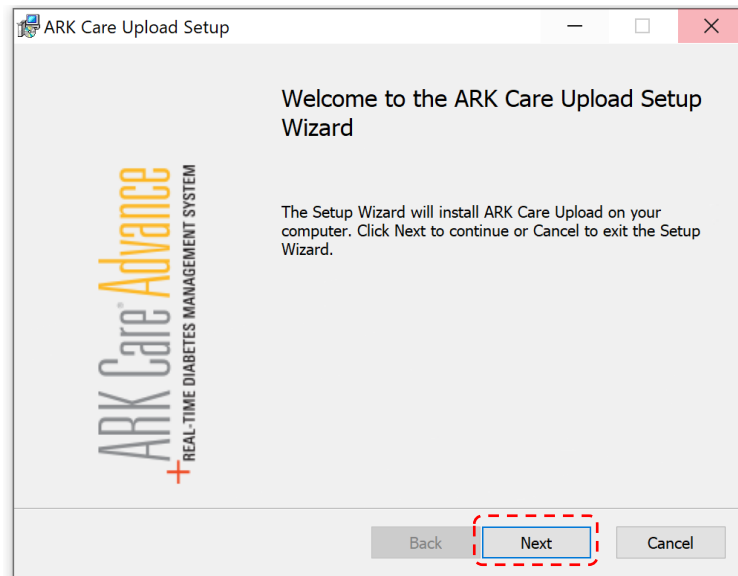 ARK Care Upload Setup
Welcome to the ARK Care Upload Setup
Wizard
The Setup Wizard will install ARK Care Upload on your
computer. Click Next to continue or Cancel to exit the Setup
Wizard.
ARK Care® Advance
+REAL-TIME DIABETES MANAGEMENT SYSTEM
Back
Next
Cancel